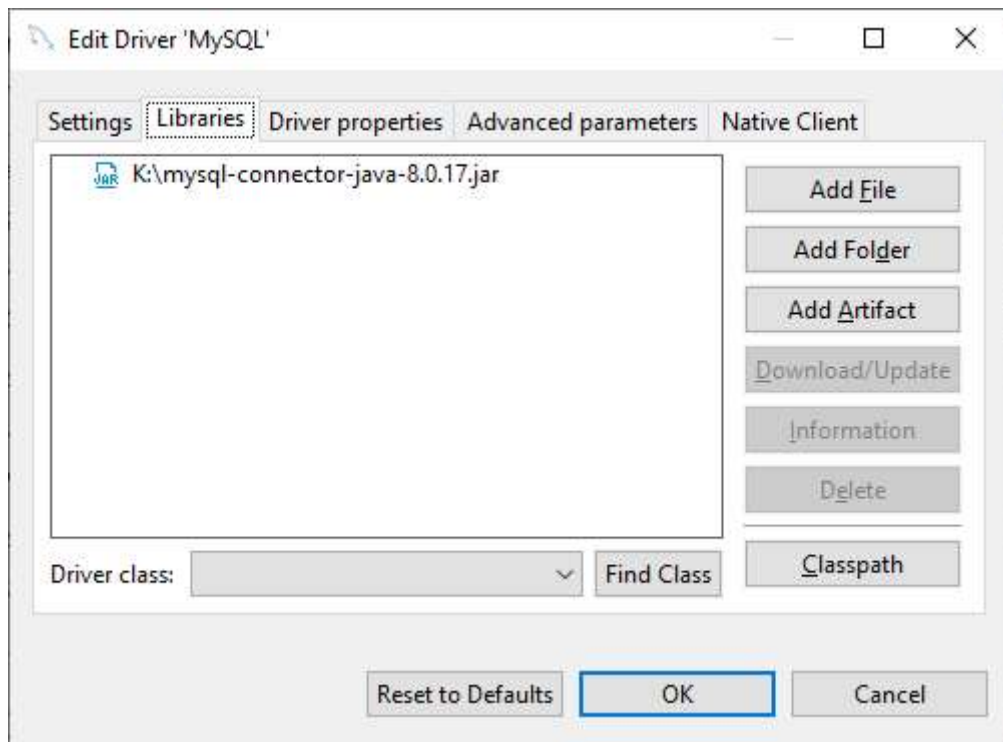 Edit Driver 'MySQL'
Settings Libraries Driver properties Advanced parameters Native Client
JAR K:\mysql-connector-java-8.0.17.jar
Add File
Add Folder
Add Artifact
Download/Update
Information
Delete
Driver class: Find Class Classpath
Reset to Defaults OK Cancel